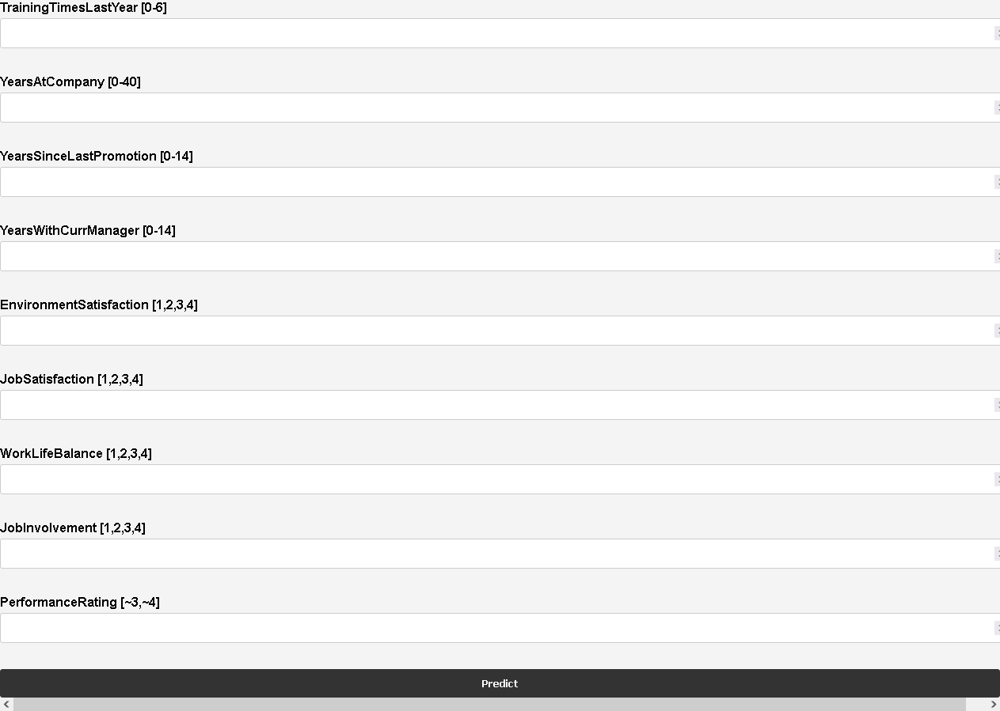 TrainingTimesLastYear [0-6]
YearsAtCompany [0-40]
YearsSinceLastPromotion [0-14]
YearsWithCurrManager [0-14]
EnvironmentSatisfaction [1,2,3,4]
JobSatisfaction [1,2,3,4]
WorkLifeBalance [1,2,3,4]
JobInvolvement [1,2,3,4]
PerformanceRating [~3,~4]
Predict